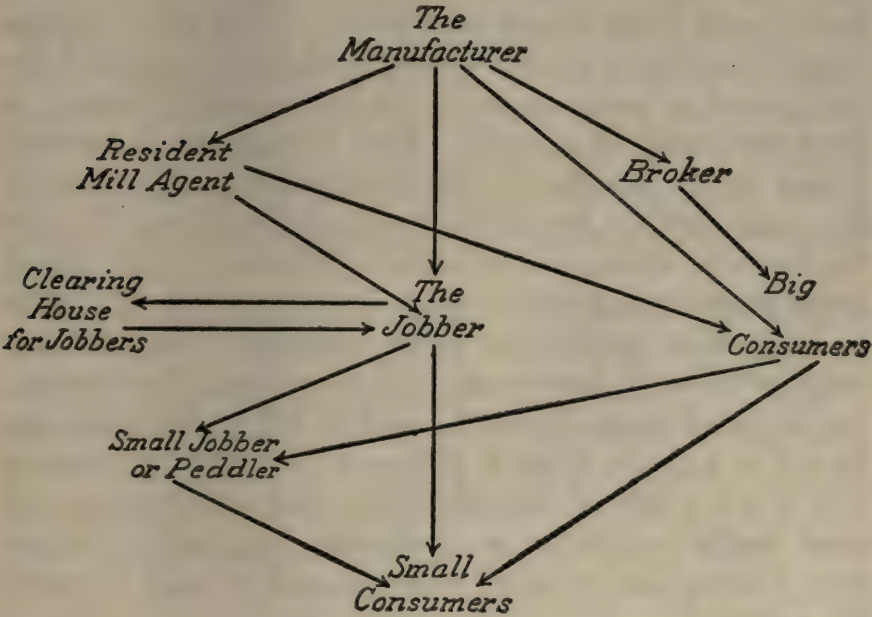 The
Manufacturer
Resident
Mill Agent
Broker
Clearing
House
for Jobbers
The
Jobber
Big
Consumers
Small Jobber
or Peddler
Small
Consumers